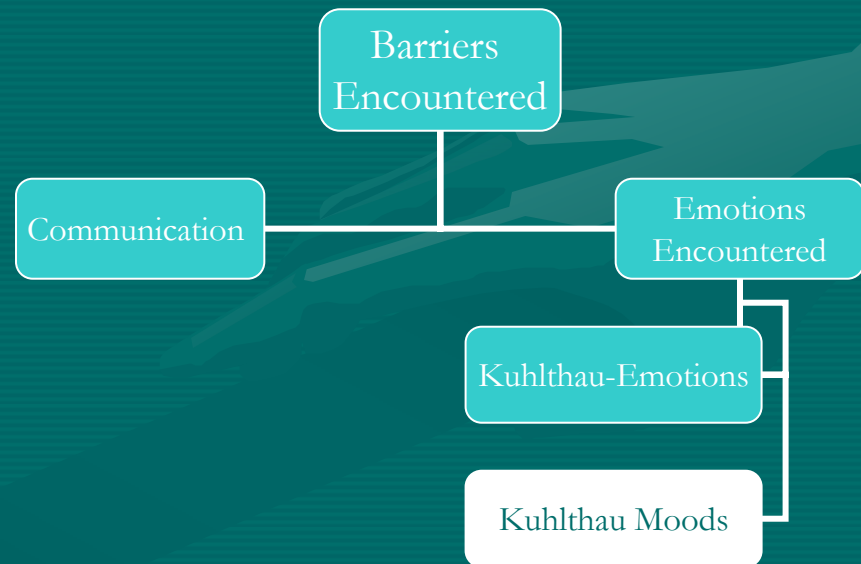 Barriers
Encountered
Communication
Emotions
Encountered
Kuhlthau-Emotions
Kuhlthau Moods